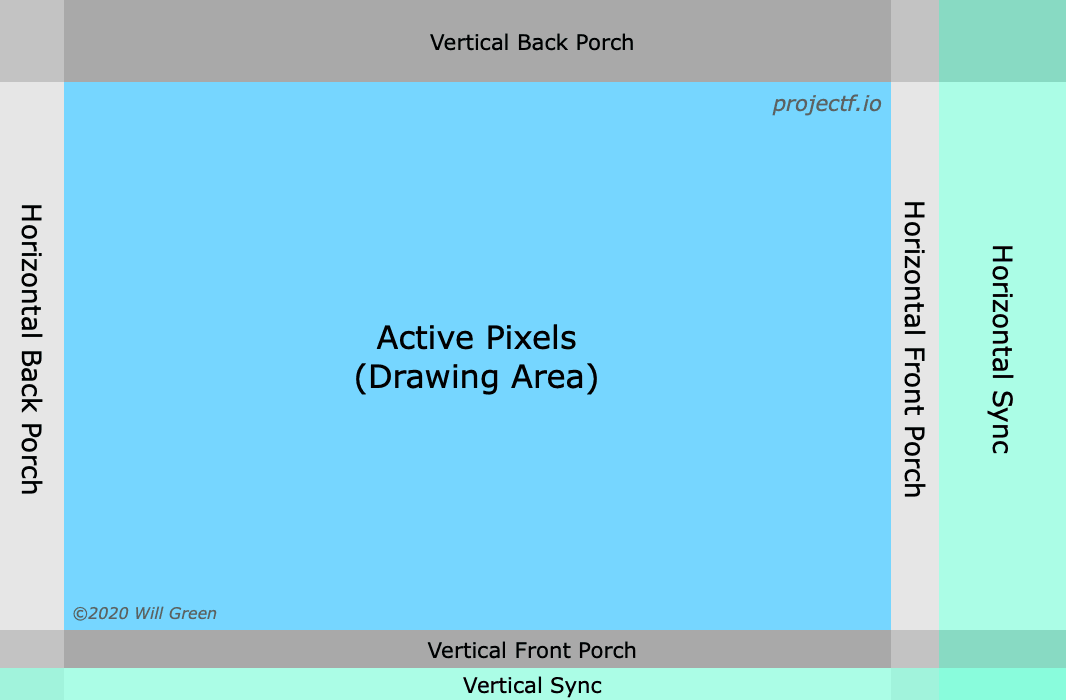 Vertical Back Porch
projectf.io
Horizontal Back Porch
Active Pixels
(Drawing Area)
Horizontal Front Porch
Horizontal Sync
©2020 Will Green
Vertical Front Porch
Vertical Sync